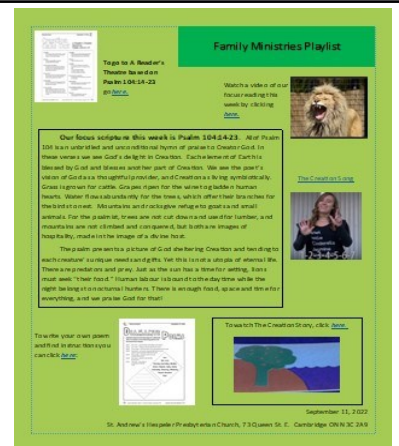 Family Ministries Playlist
To go to A Reader's
Theatre based on
Psalm 104:14-23
go here.
Watch a video of our
focus reading this
week by clicking
here.
Our focus scripture this week is Psalm 104:14-23. All of Psalm
104 is an unbridled and unconditional hymn of praise to Creator God. In
these verses we see God's delight in Creation. Each element of Earth is
blessed by God and blesses another part of Creation. We see the poet's
vision of God as a thoughtful provider, and Creation as living symbiotically.
Grass is grown for cattle. Grapes ripen for the wine to gladden human
hearts. Water flows abundantly for the trees, which offer their branches for
the birds to nest. Mountains and rocks give refuge to goats and small
animals. For the psalmist, trees are not cut down and used for lumber, and
mountains are not climbed and conquered, but both are images of
hospitality, made in the image of a divine host.
The psalm presents a picture of God sheltering Creation and tending to
each creature's unique needs and gifts. Yet this is not a utopia of eternal life.
There are predators and prey. Just as the sun has a time for setting, lions
must seek "their food." Human labour is bound to the day time while the
night belongs to nocturnal hunters. There is enough food, space and time for
everything, and we praise God for that!
The Creation Song
To write your own poem
and find instructions you
can click here:
To watch The Creation Story, click here.
September 11, 2022
St. Andrew's Hespeler Presbyterian Church, 73 Queen St. E. Cambridge ON N3C 2A9